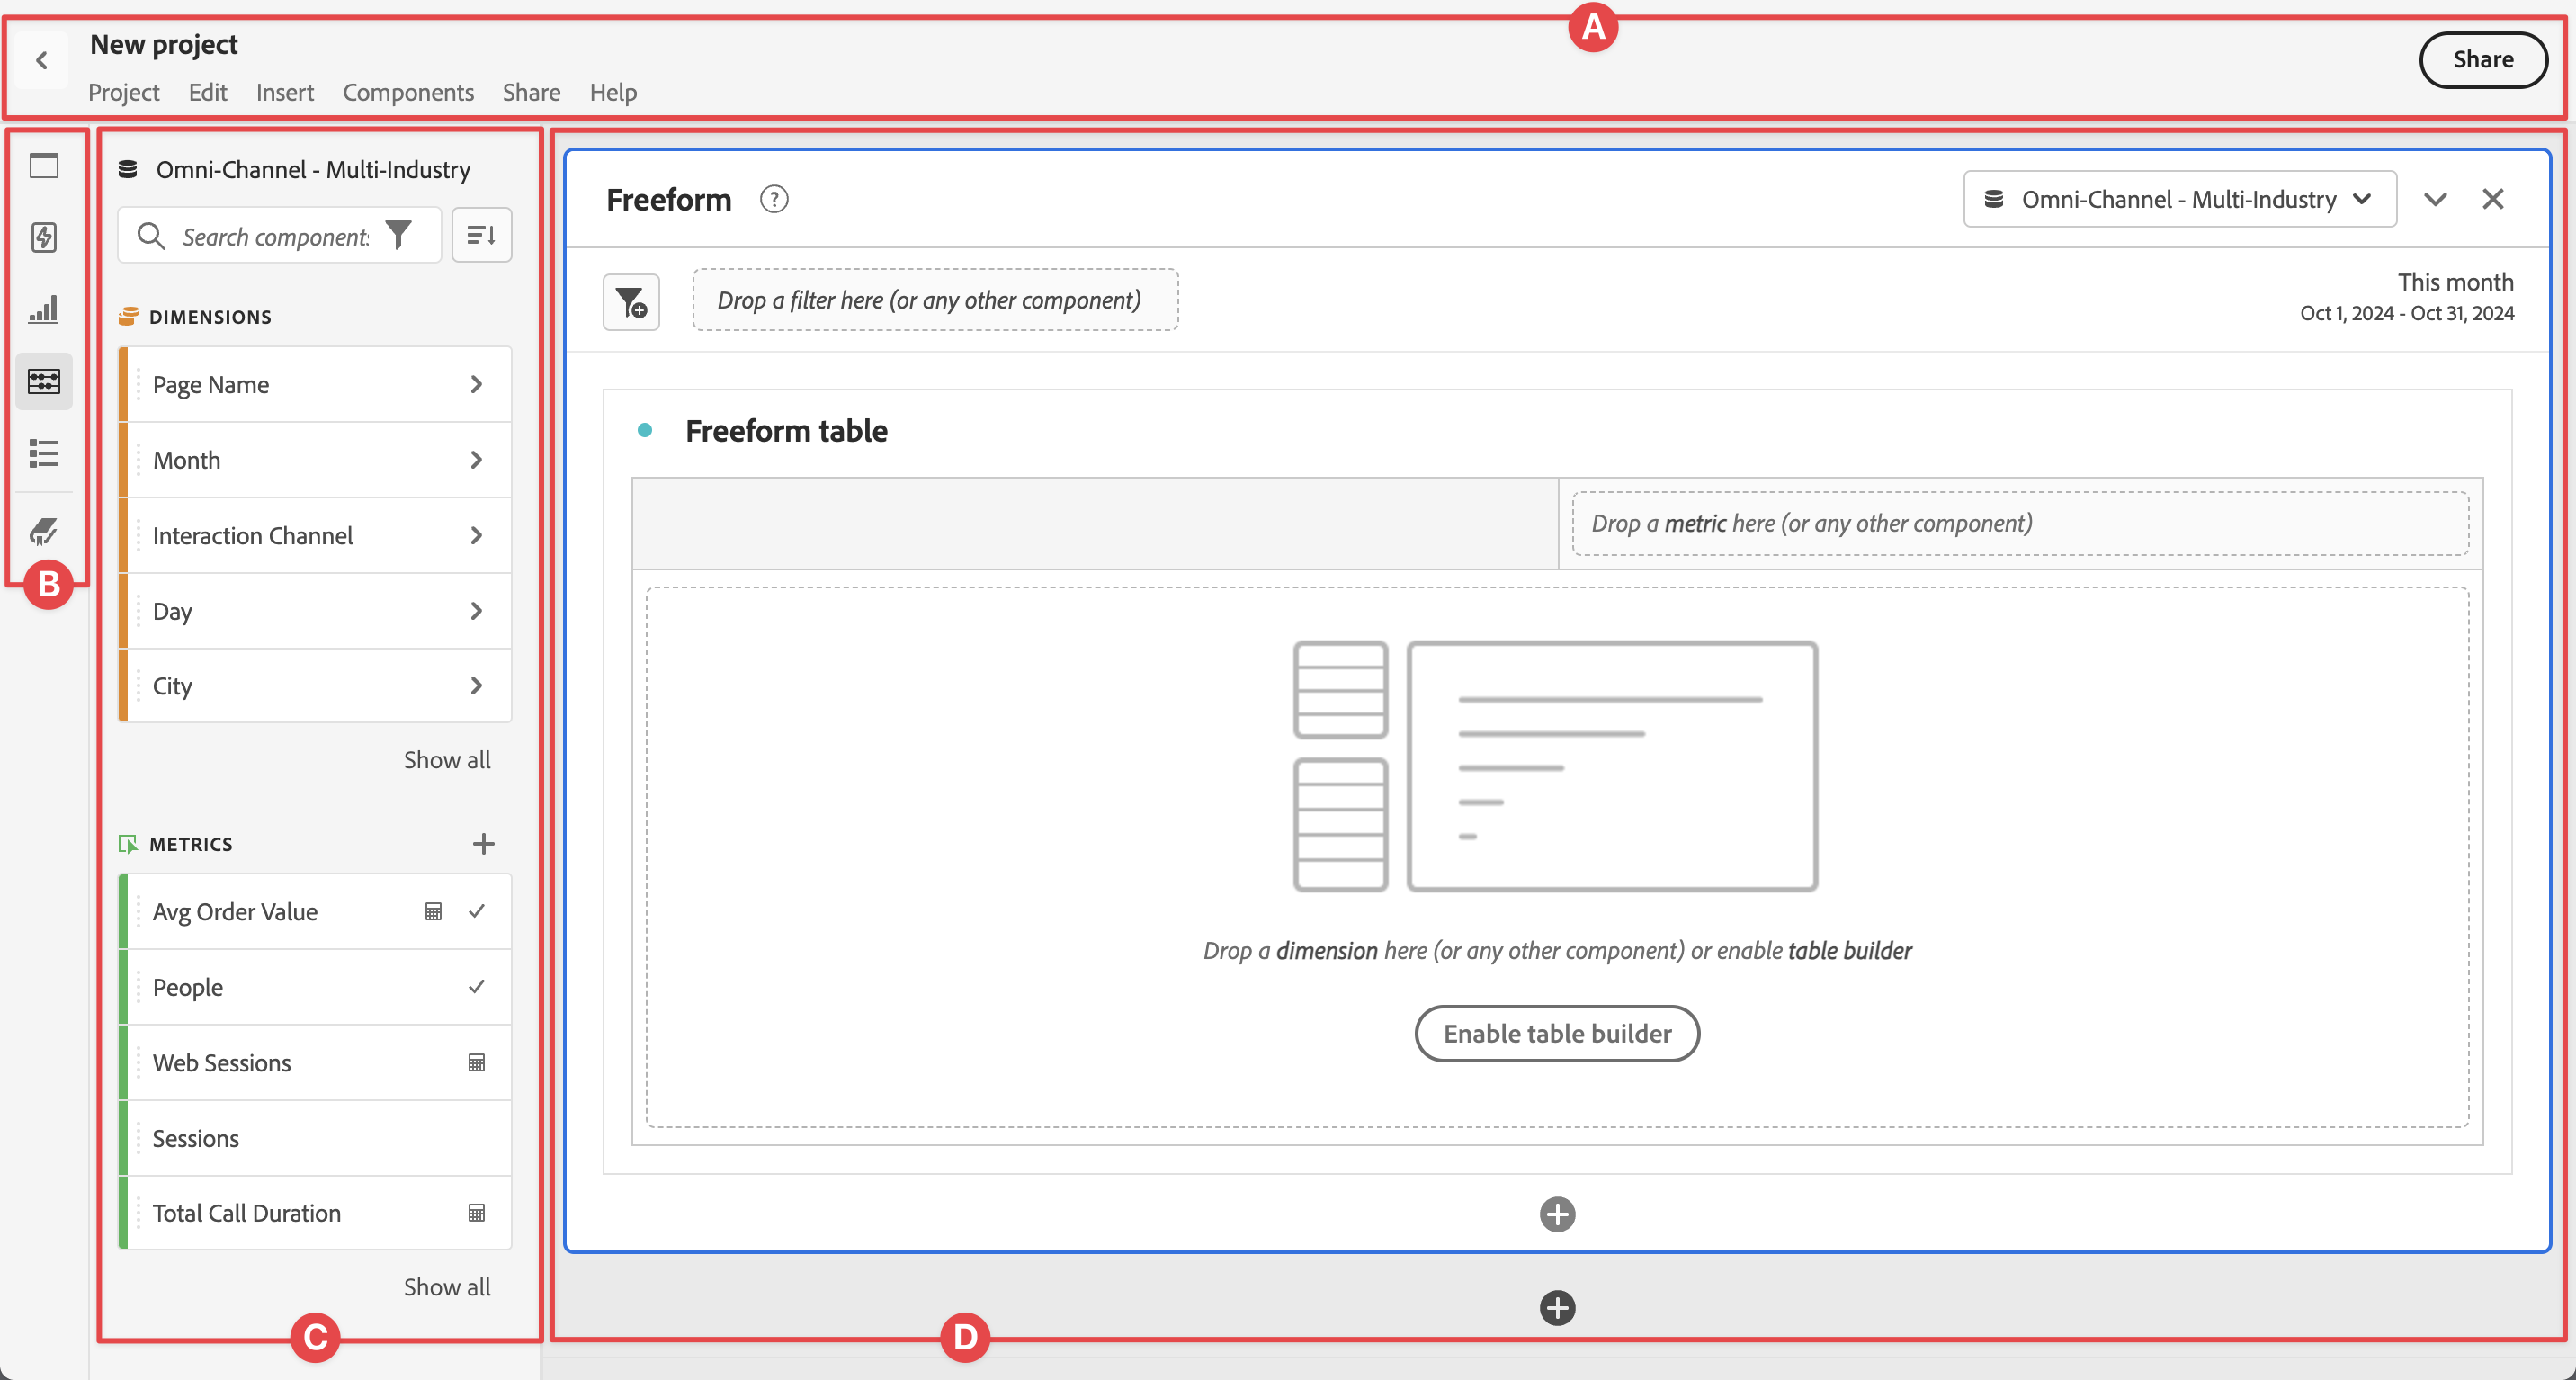 A
New project
Share
Project Edit Insert Components Share Help
B
Omni-Channel - Multi-Industry
Search component
DIMENSIONS
Page Name
Month
Interaction Channel
Day
City
Show all
METRICS
Avg Order Value
People
Web Sessions
Sessions
Total Call Duration
Show all
C
Freeform ?
Omni-Channel - Multi-Industry
Drop a filter here (or any other component)
This month
Oct 1, 2024 - Oct 31, 2024
Freeform table
Drop a metric here (or any other component)
Drop a dimension here (or any other component) or enable table builder
Enable table builder
D